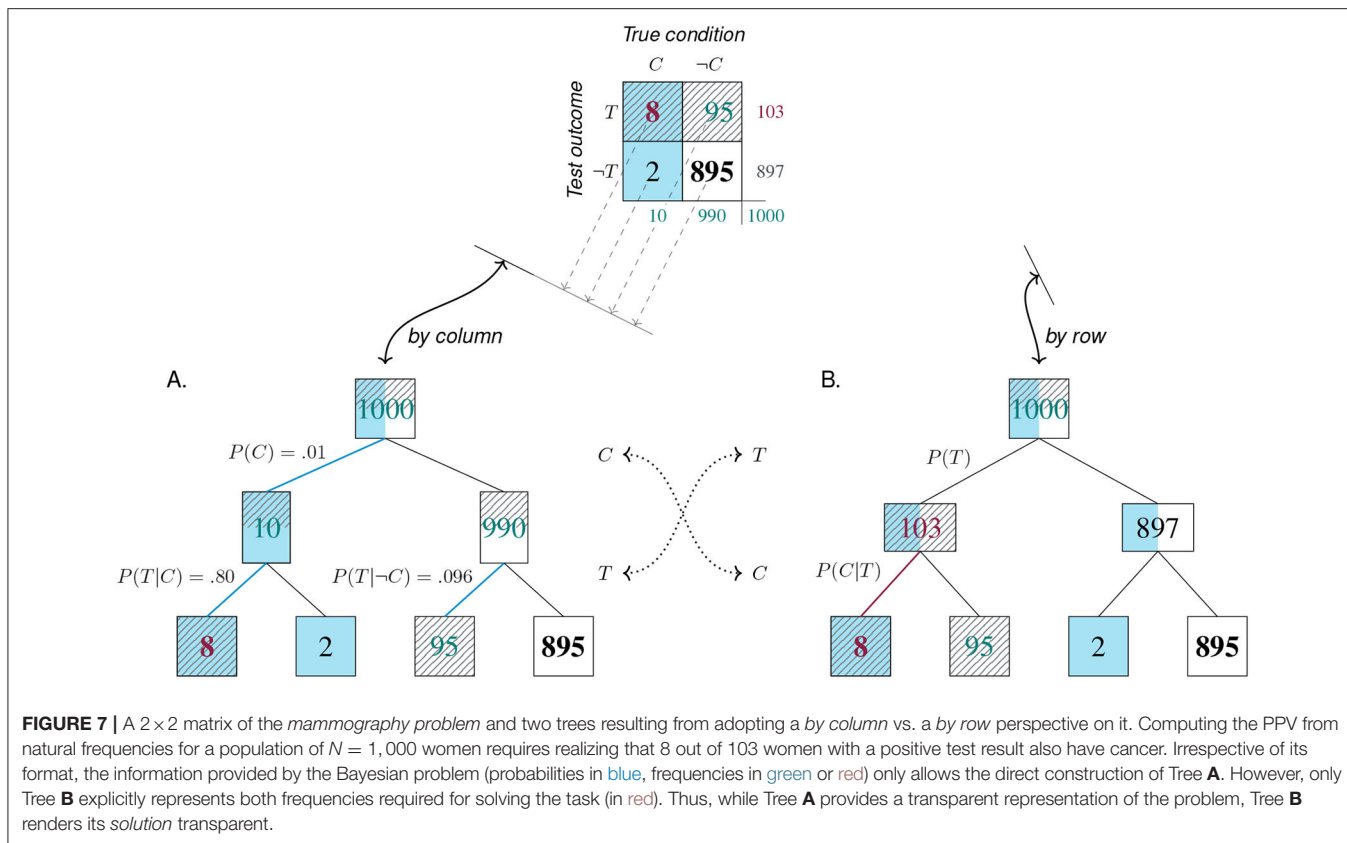 True condition
C ¬C
Test outcome
T 8 95 103
¬T 2 895 897
10 990 1000
by column
by row
A.
B.
1000
1000
P(C) = .01
C T
P(T)
10 990
103 897
P(T|C) = .80 P(T|¬C) = .096
T C
P(C|T)
8 2 95 895
8 95 2 895
FIGURE 7 | A 2×2 matrix of the mammography problem and two trees resulting from adopting a by column vs. a by row perspective on it. Computing the PPV from
natural frequencies for a population of N = 1,000 women requires realizing that 8 out of 103 women with a positive test result also have cancer. Irrespective of its
format, the information provided by the Bayesian problem (probabilities in blue, frequencies in green or red) only allows the direct construction of Tree A. However, only
Tree B explicitly represents both frequencies required for solving the task (in red). Thus, while Tree A provides a transparent representation of the problem, Tree B
renders its solution transparent.